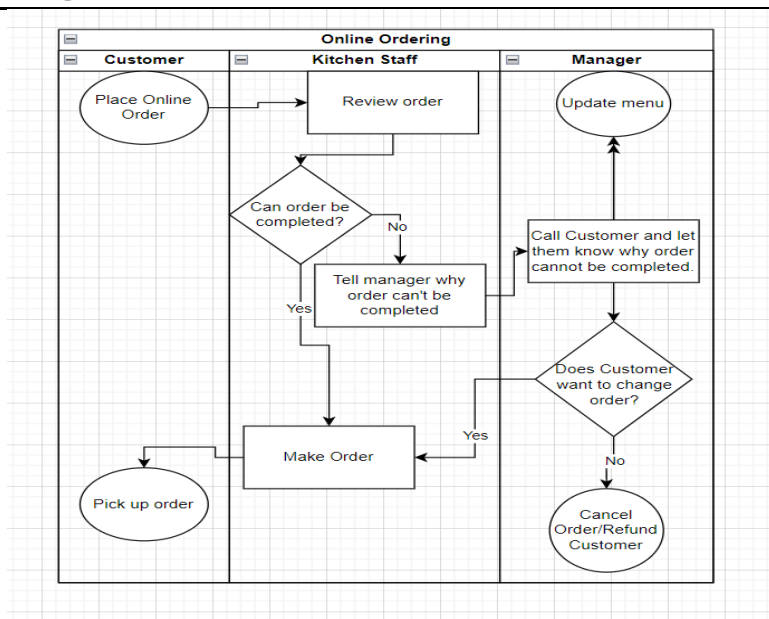 Online Ordering
Customer
Kitchen Staff
Manager
Place Online
Order
Review order
Update menu
Can order be
completed?
No
Call Customer and let
them know why order
cannot be completed.
Tell manager why
order can't be
completed
Yes
Does Customer
want to change
order?
Yes
Make Order
No
Pick up order
Cancel
Order/Refund
Customer